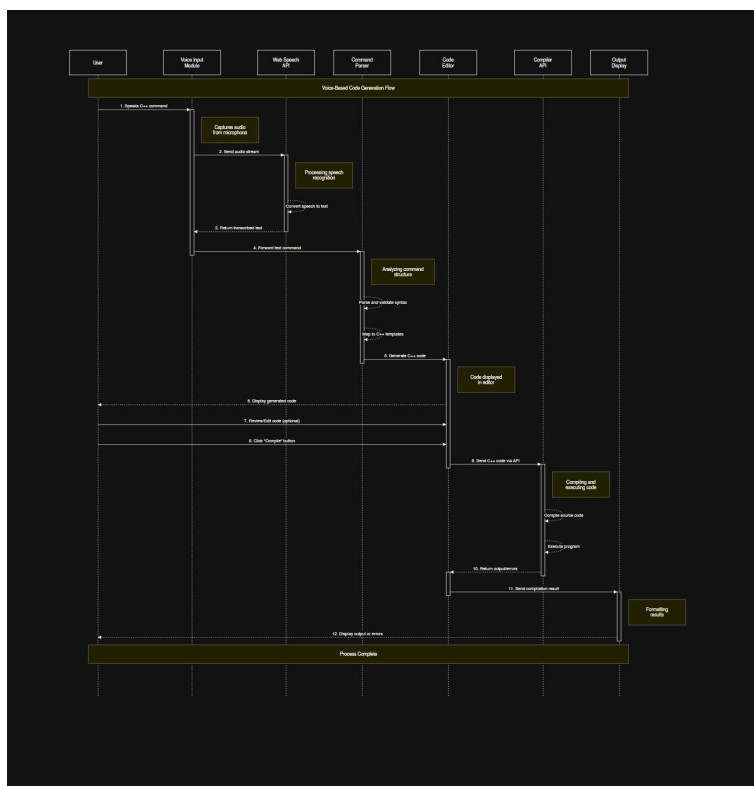 User
Voice Input
Module
Web Speech
API
Command
Parser
Code
Editor
Compiler
API
Output
Display
Voice-Based Code Generation Flow
1. Speaks C++ command
Captures audio
from microphone
2. Send audio stream
Processing speech
recognition
Convert speech to text
3. Return transcribed text
4. Forward text command
Analyzing command
structure
Parse and validate syntax
Map to C++ templates
5. Generate C++ code
Code displayed
in editor
6. Display generated code
7. Review/Edit code (optional)
8. Click "Compile" button
9. Send C++ code via API
Compiling and
executing code
Compile source code
Execute program
10. Return output/errors
11. Send compilation result
Formatting
results
12. Display output or errors
Process Complete